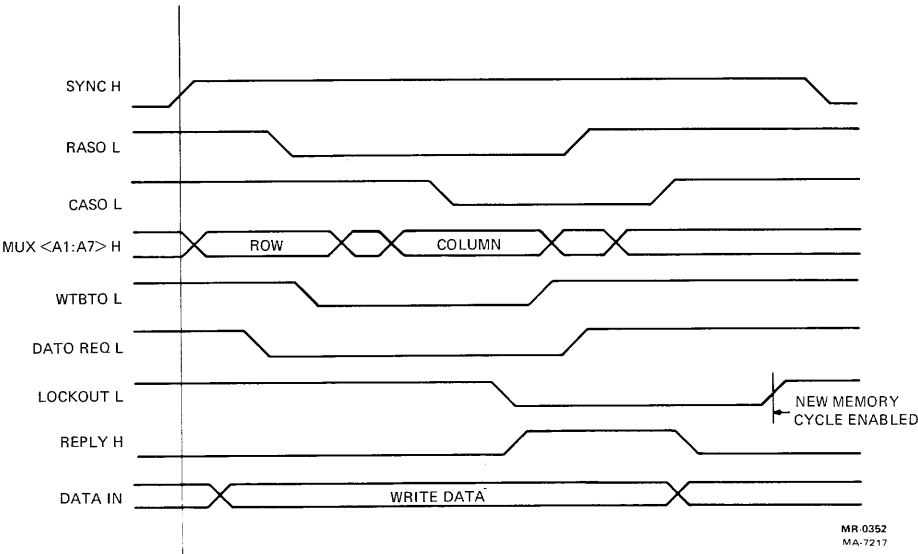 SYNC H
RASO L
CASO L
MUX <A1:A7> H
ROW
COLUMN
WTBTO L
DATO REQ L
LOCKOUT L
NEW MEMORY
CYCLE ENABLED
REPLY H
DATA IN
WRITE DATA
MR-0352
MA-7217